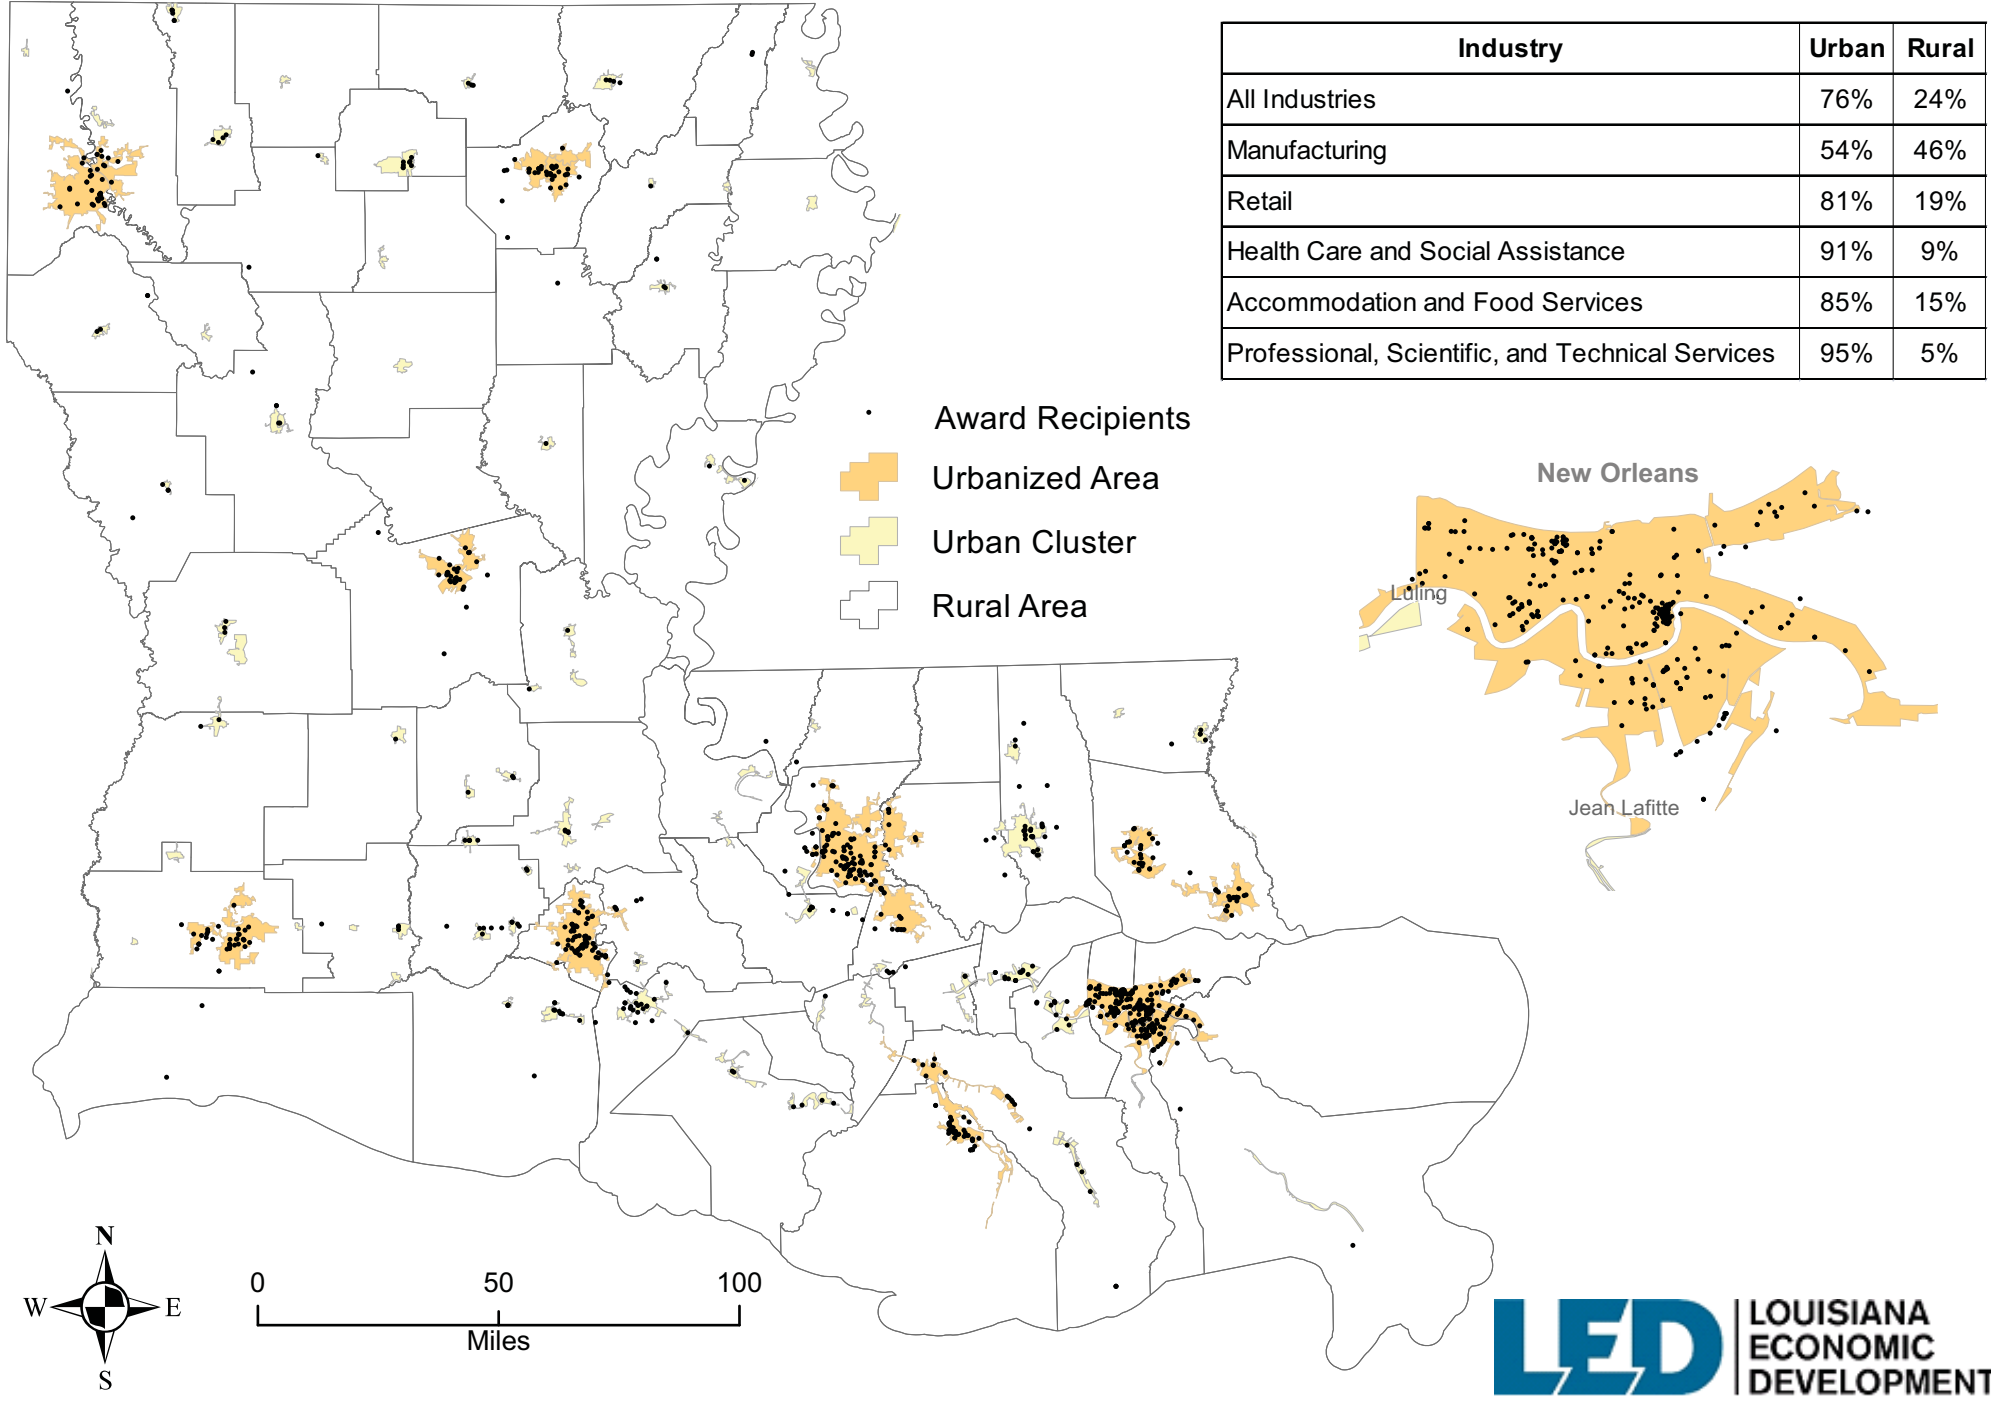 Industry Urban Rural
All Industries 76% 24%
Manufacturing 54% 46%
Retail 81% 19%
Health Care and Social Assistance 91% 9%
Accommodation and Food Services 85% 15%
Professional, Scientific, and Technical Services 95% 5%
Award Recipients
Urbanized Area
Urban Cluster
Rural Area
New Orleans
Luling
Jean Lafitte
N
W E
S
0 50 100
Miles
LED
LOUISIANA
ECONOMIC
DEVELOPMENT